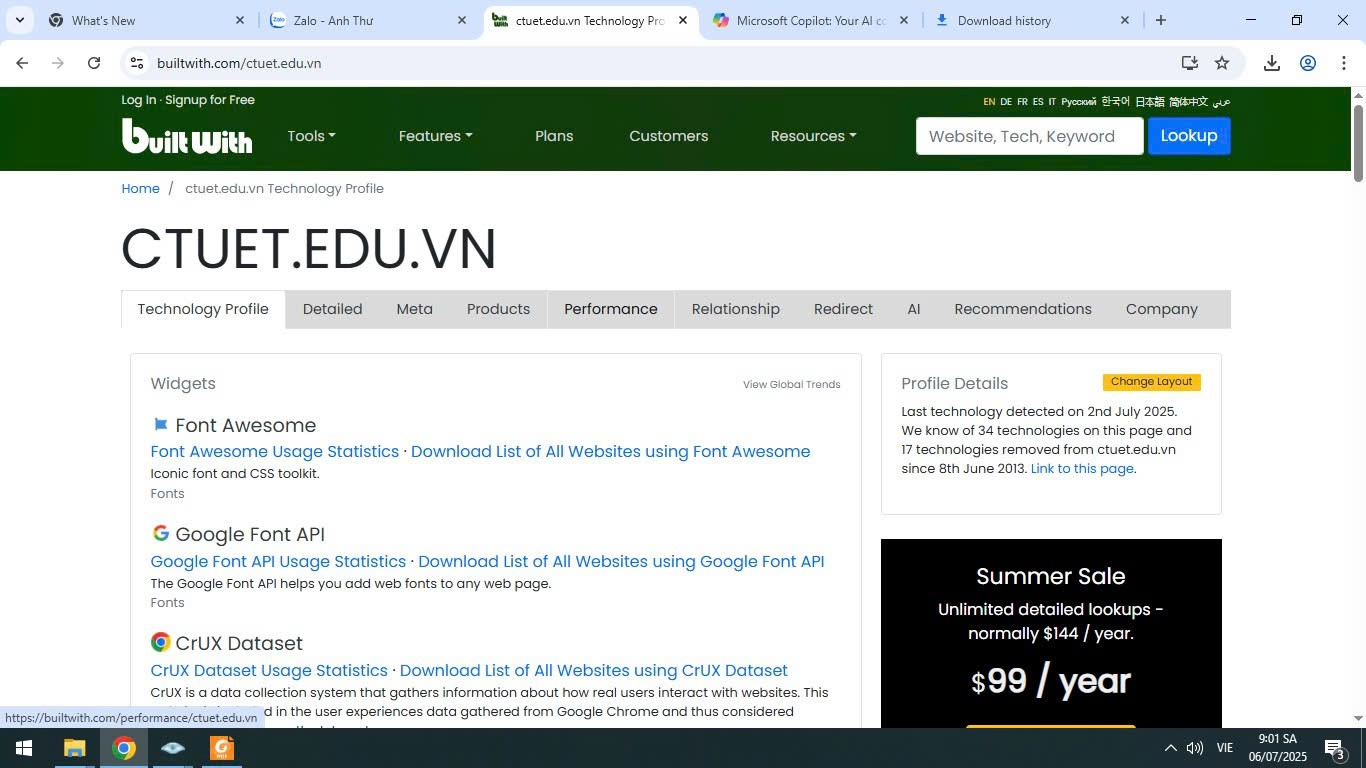 What's New
Zalo - Anh Thư
ctuet.edu.vn Technology Pro
Microsoft Copilot: Your AI co
Download history
builtwith.com/ctuet.edu.vn
Log In · Signup for Free
EN DE FR ES IT Русский 한국어 日本語 简体中文 عربي
built With
Tools
Features
Plans
Customers
Resources
Website, Tech, Keyword
Lookup
Home / ctuet.edu.vn Technology Profile
CTUET.EDU.VN
Technology Profile
Detailed
Meta
Products
Performance
Relationship
Redirect
AI
Recommendations
Company
Widgets
View Global Trends
Font Awesome
Font Awesome Usage Statistics · Download List of All Websites using Font Awesome
Iconic font and CSS toolkit.
Fonts
Google Font API
Google Font API Usage Statistics · Download List of All Websites using Google Font API
The Google Font API helps you add web fonts to any web page.
Fonts
CrUX Dataset
CrUX Dataset Usage Statistics · Download List of All Websites using CrUX Dataset
CrUX is a data collection system that gathers information about how real users interact with websites. This
in the user experiences data gathered from Google Chrome and thus considered
Profile Details
Change Layout
Last technology detected on 2nd July 2025.
We know of 34 technologies on this page and
17 technologies removed from ctuet.edu.vn
since 8th June 2013. Link to this page.
Summer Sale
Unlimited detailed lookups -
normally $144 / year.
$99 / year
https://builtwith.com/performance/ctuet.edu.vn
VIE
9:01 SA
06/07/2025
3